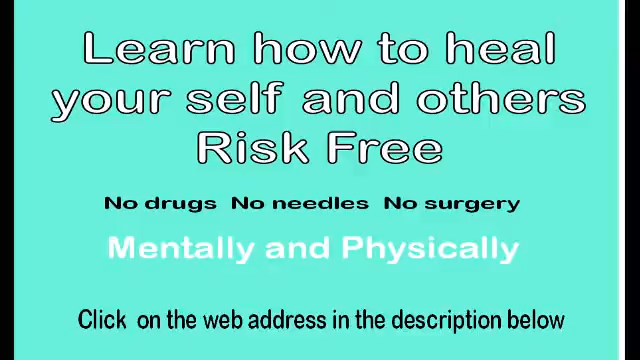 Learn how to heal
your self and others
Risk Free
No drugs No needles No surgery
Mentally and Physically
Click on the web address in the description below